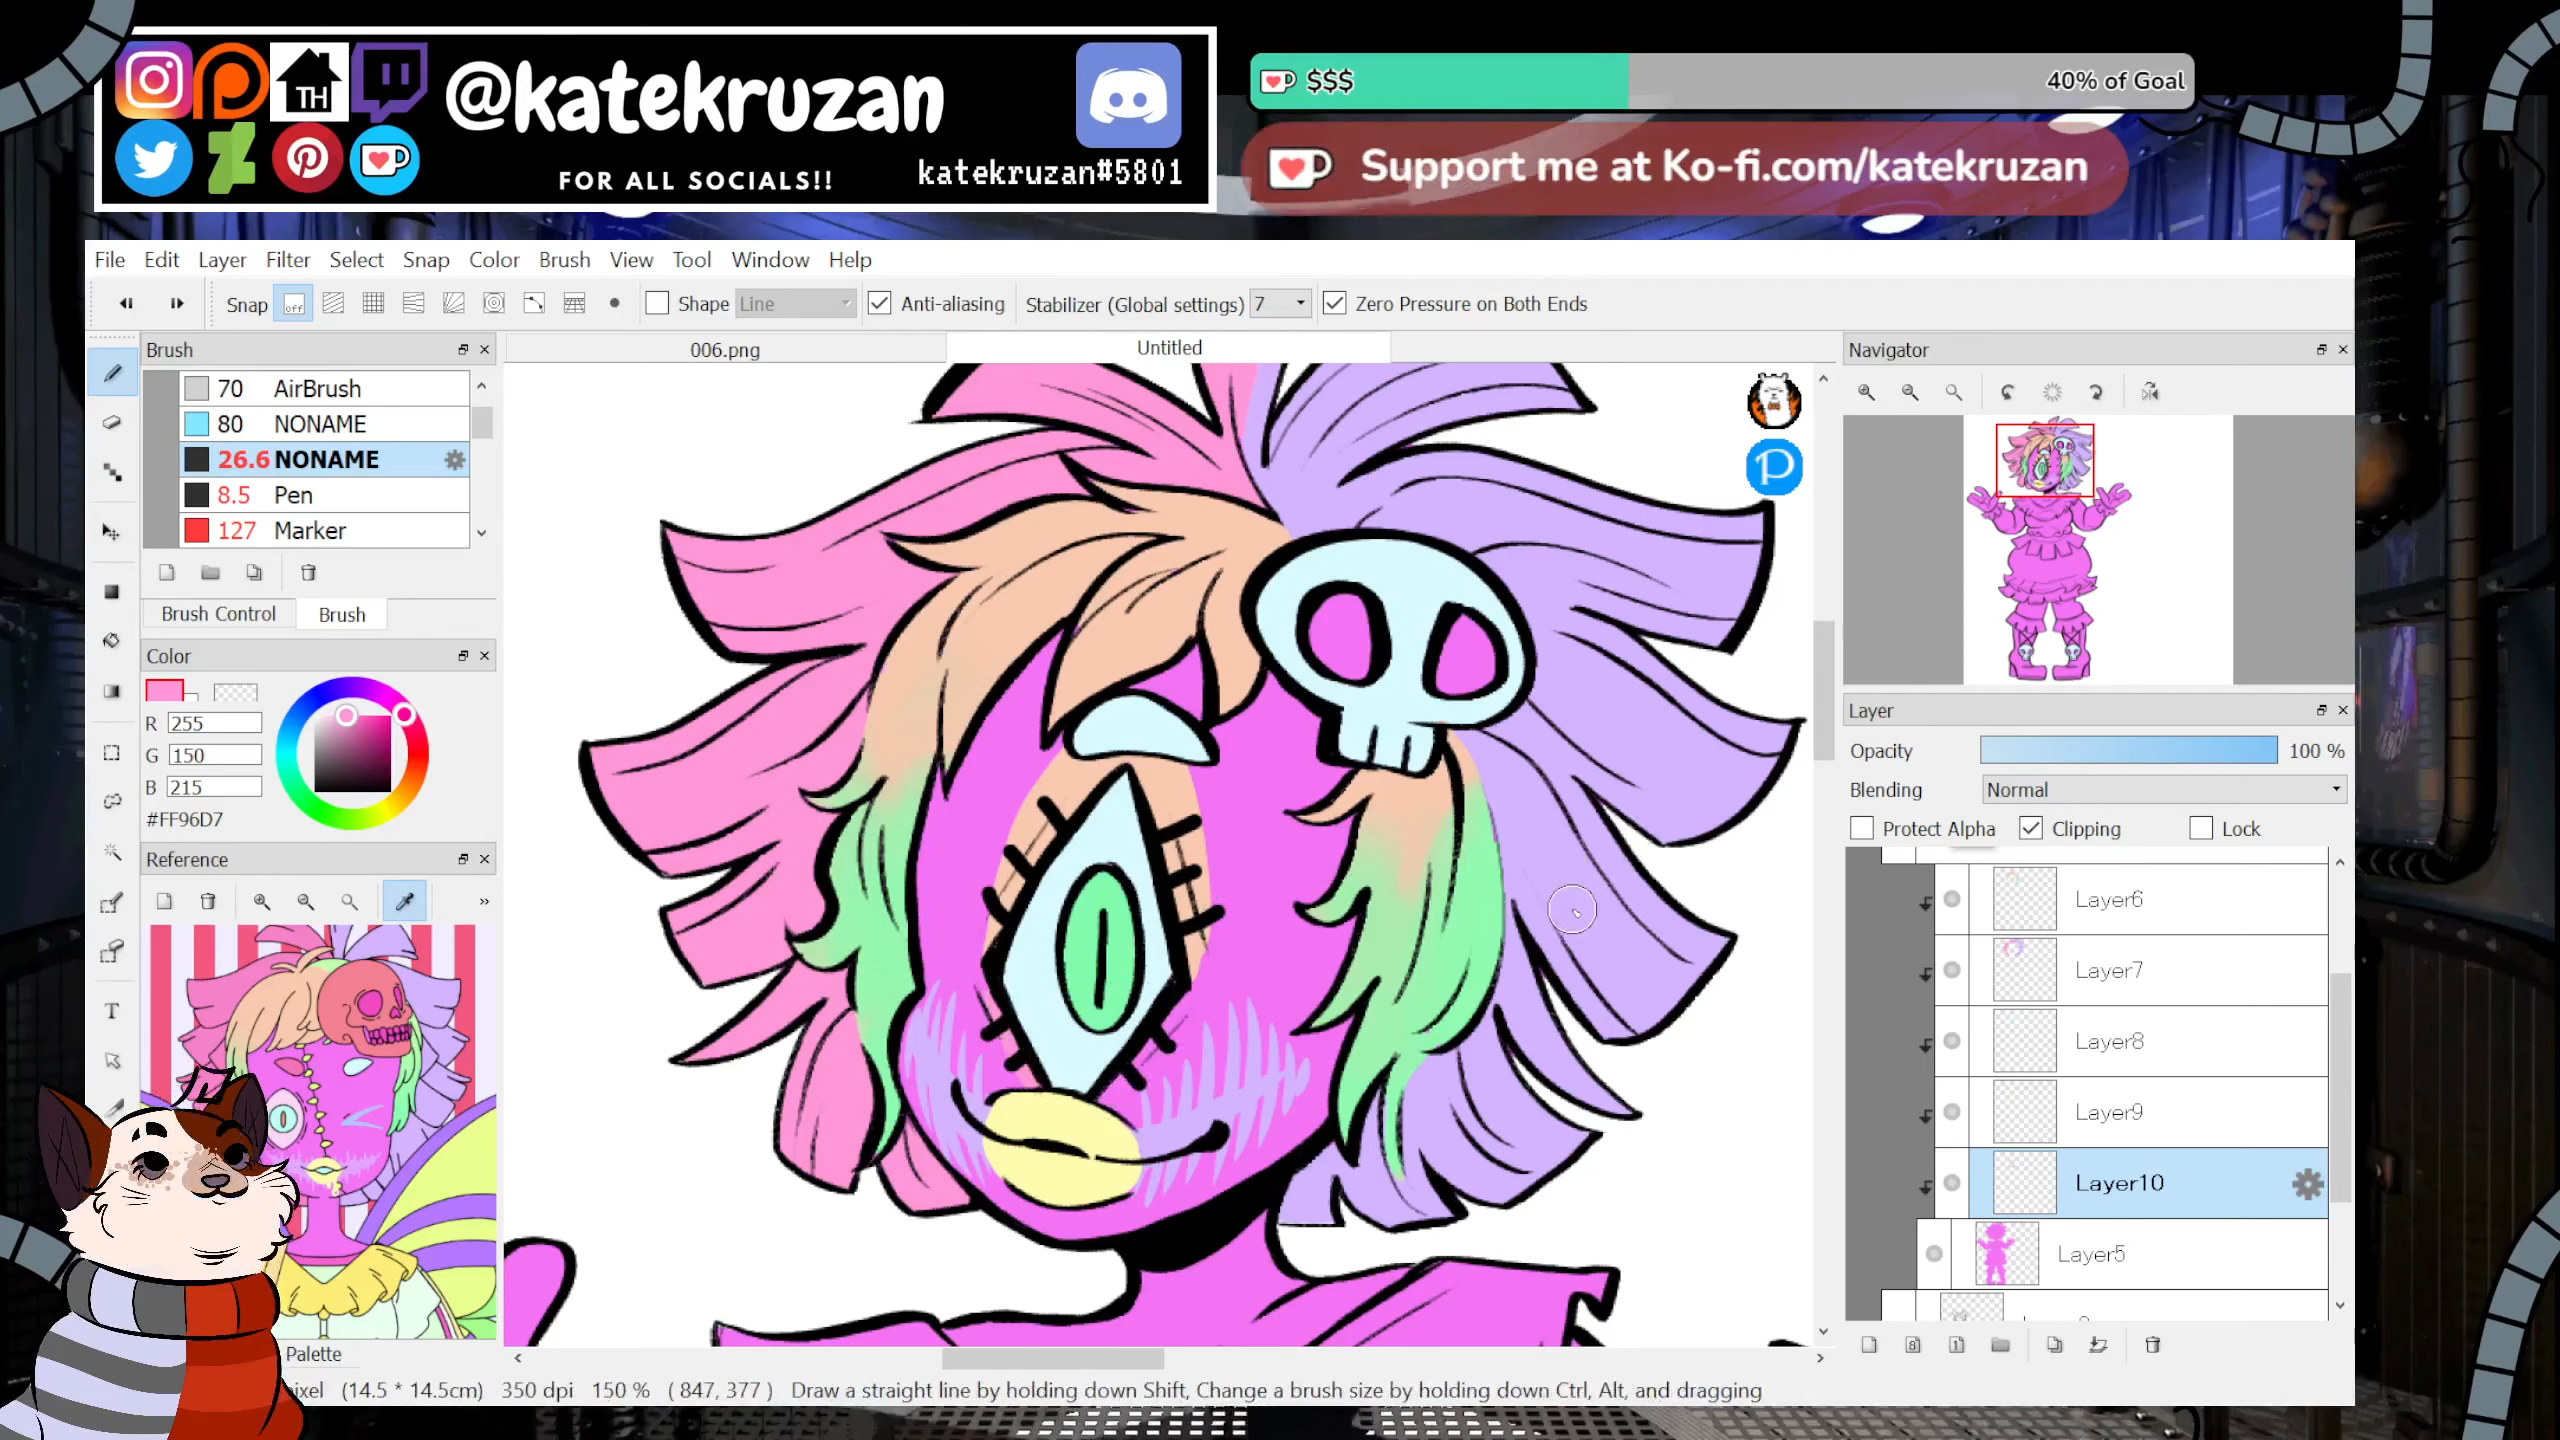 TH
@katekruzan
FOR ALL SOCIALS!!
katekruzan#5801
$$$
40% of Goal
Support me at Ko-fi.com/katekruzan
File Edit Layer Filter Select Snap Color Brush View Tool Window Help
Snap off Shape Line Anti-aliasing Stabilizer (Global settings) 7 Zero Pressure on Both Ends
Brush
70 AirBrush
80 NONAME
26.6 NONAME
8.5 Pen
127 Marker
Brush Control Brush
Color
R 255
G 150
B 215
#FF96D7
Reference
»
T
Palette
006.png
Untitled
P
Navigator
Layer
Opacity 100 %
Blending Normal
Protect Alpha Clipping Lock
Layer6
Layer7
Layer8
Layer9
Layer10
Layer5
(14.5 * 14.5cm) 350 dpi 150 % ( 847, 377 ) Draw a straight line by holding down Shift, Change a brush size by holding down Ctrl, Alt, and dragging